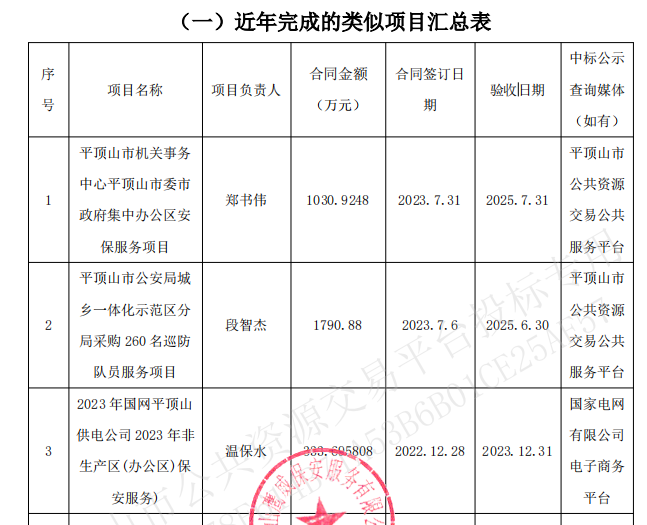 （一）近年完成的类似项目汇总表
序号 项目名称 项目负责人 合同金额（万元） 合同签订日期 验收日期 中标公示查询媒体（如有）
1 平顶山市机关事务中心平顶山市委市政府集中办公区安保服务项目 郑书伟 1030.9248 2023.7.31 2025.7.31 平顶山市公共资源交易公共服务平台
2 平顶山市公安局城乡一体化示范区分局采购 260 名巡防队员服务项目 段智杰 1790.88 2023.7.6 2025.6.30 平顶山市公共资源交易公共服务平台
3 2023 年国网平顶山供电公司 2023 年非生产区(办公区)保安服务) 温保水 333.695808 2022.12.28 2023.12.31 国家电网有限公司电子商务平台